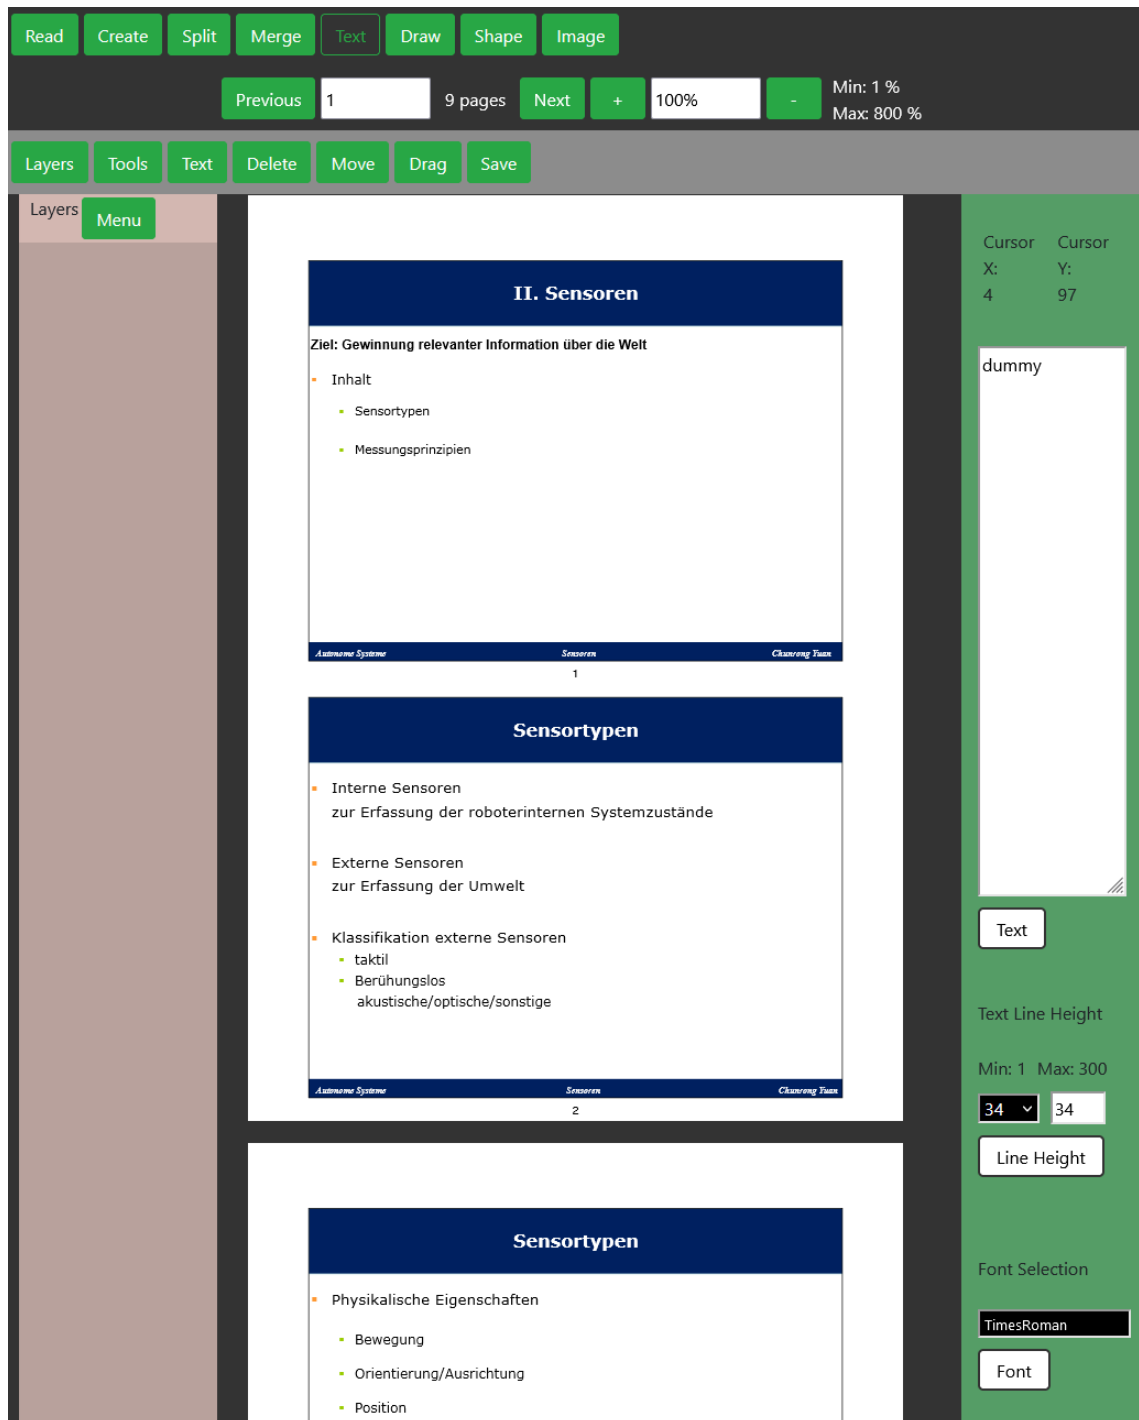 Read Create Split Merge Text Draw Shape Image
Previous 1 9 pages Next + 100% - Min: 1 %
Max: 800 %
Layers Tools Text Delete Move Drag Save
Layers Menu
II. Sensoren
Ziel: Gewinnung relevanter Information über die Welt
Inhalt
Sensortypen
Messungsprinzipien
Autonome Systeme Sensoren Chunrong Yuan
1
Sensortypen
Interne Sensoren
zur Erfassung der roboterinternen Systemzustände
Externe Sensoren
zur Erfassung der Umwelt
Klassifikation externe Sensoren
taktil
Berühungslos
akustische/optische/sonstige
Autonome Systeme Sensoren Chunrong Yuan
2
Sensortypen
Physikalische Eigenschaften
Bewegung
Orientierung/Ausrichtung
Position
Cursor Cursor
X: Y:
4 97
dummy
Text
Text Line Height
Min: 1 Max: 300
34 34
Line Height
Font Selection
TimesRoman
Font